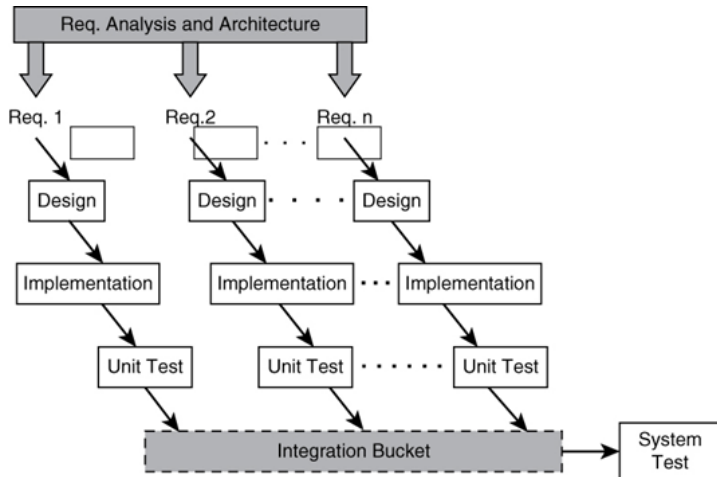 Req. Analysis and Architecture
Req. 1
Req.2
Req. n
Design
Design
Design
Implementation
Implementation
Implementation
Unit Test
Unit Test
Unit Test
Integration Bucket
System
Test